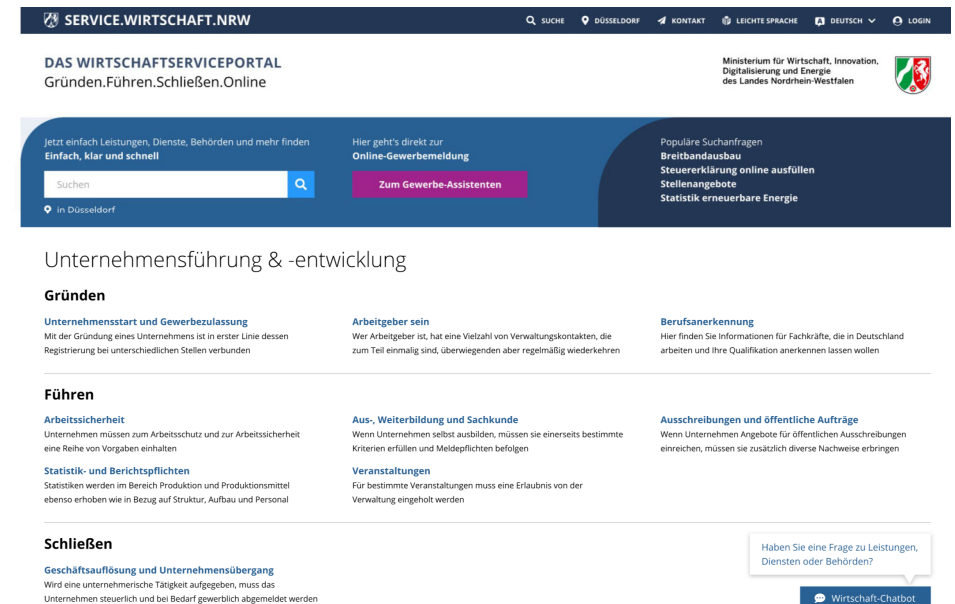 SERVICE.WIRTSCHAFT.NRW
SUCHE
DÜSSELDORF
KONTAKT
LEICHTE SPRACHE
DEUTSCH
LOGIN
DAS WIRTSCHAFTSERVICEPORTAL
Gründen.Führen.Schließen.Online
Ministerium für Wirtschaft, Innovation,
Digitalisierung und Energie
des Landes Nordrhein-Westfalen
Jetzt einfach Leistungen, Dienste, Behörden und mehr finden
Einfach, klar und schnell
Suchen
in Düsseldorf
Hier geht's direkt zur
Online-Gewerbemeldung
Zum Gewerbe-Assistenten
Populäre Suchanfragen
Breitbandausbau
Steuererklärung online ausfüllen
Stellenangebote
Statistik erneuerbare Energie
Unternehmensführung & -entwicklung
Gründen
Unternehmensstart und Gewerbezulassung
Mit der Gründung eines Unternehmens ist in erster Linie dessen
Registrierung bei unterschiedlichen Stellen verbunden
Arbeitgeber sein
Wer Arbeitgeber ist, hat eine Vielzahl von Verwaltungskontakten, die
zum Teil einmalig sind, überwiegenden aber regelmäßig wiederkehren
Berufsanerkennung
Hier finden Sie Informationen für Fachkräfte, die in Deutschland
arbeiten und Ihre Qualifikation anerkennen lassen wollen
Führen
Arbeitssicherheit
Unternehmen müssen zum Arbeitsschutz und zur Arbeitssicherheit
eine Reihe von Vorgaben einhalten
Aus-, Weiterbildung und Sachkunde
Wenn Unternehmen selbst ausbilden, müssen sie einerseits bestimmte
Kriterien erfüllen und Meldepflichten befolgen
Ausschreibungen und öffentliche Aufträge
Wenn Unternehmen Angebote für öffentlichen Ausschreibungen
einreichen, müssen sie zusätzlich diverse Nachweise erbringen
Statistik- und Berichtspflichten
Statistiken werden im Bereich Produktion und Produktionsmittel
ebenso erhoben wie in Bezug auf Struktur, Aufbau und Personal
Veranstaltungen
Für bestimmte Veranstaltungen muss eine Erlaubnis von der
Verwaltung eingeholt werden
Schließen
Geschäftsauflösung und Unternehmensübergang
Wird eine unternehmerische Tätigkeit aufgegeben, muss das
Unternehmen steuerlich und bei Bedarf gewerblich abgemeldet werden
Haben Sie eine Frage zu Leistungen,
Diensten oder Behörden?
Wirtschaft-Chatbot